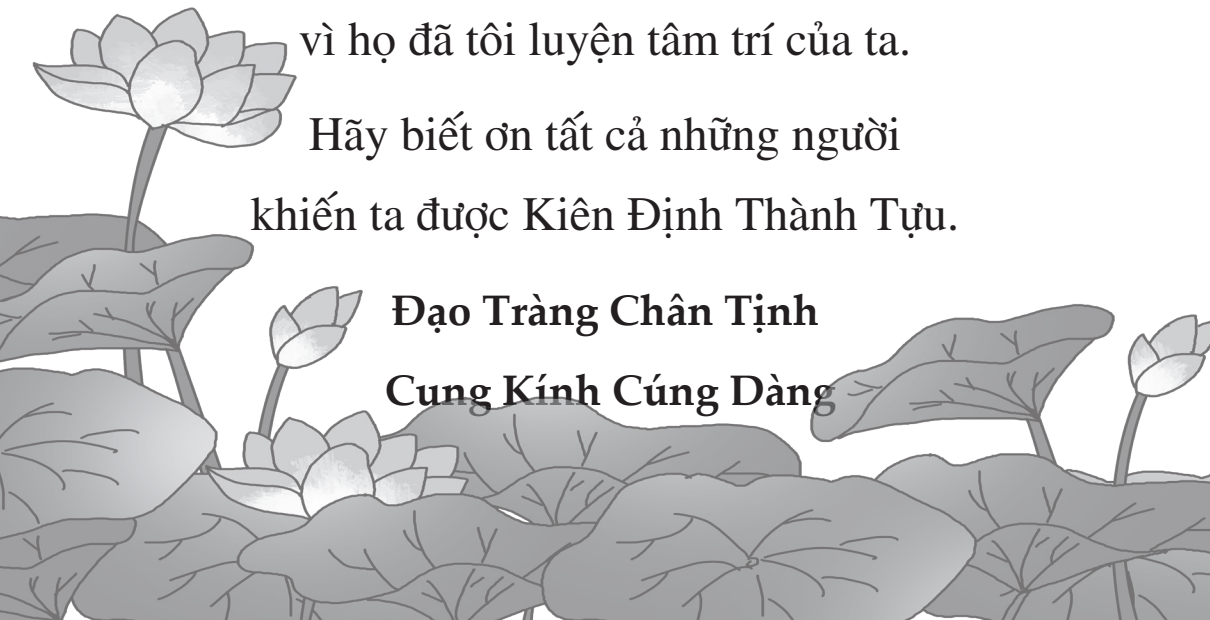 vì họ đã tôi luyện tâm trí của ta.
Hãy biết ơn tất cả những người
khiến ta được Kiên Định Thành Tựu.
Đạo Tràng Chân Tịnh
Cung Kính Cúng Dàng